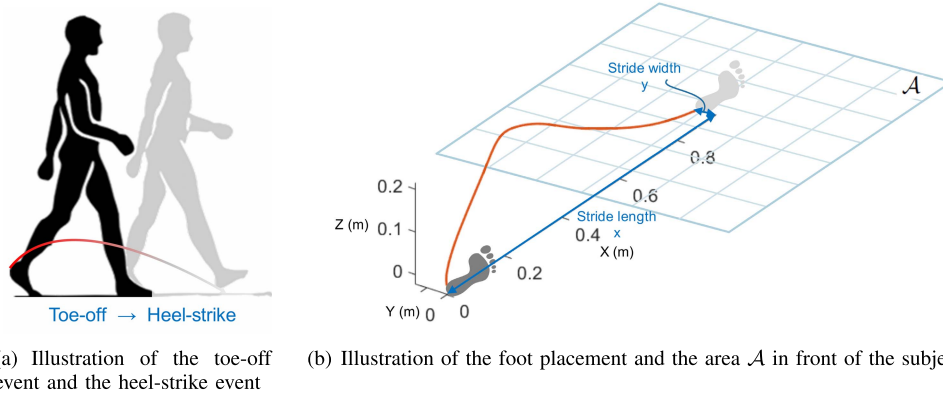 Toe-off → Heel-strike
Stride width
y
𝒜
0.8
0.6
Stride length
x
0.4
X (m)
0.2
0.2
Z (m)
0.1
0
Y (m) 0 0
a) Illustration of the toe-off
event and the heel-strike event
(b) Illustration of the foot placement and the area 𝒜 in front of the subje